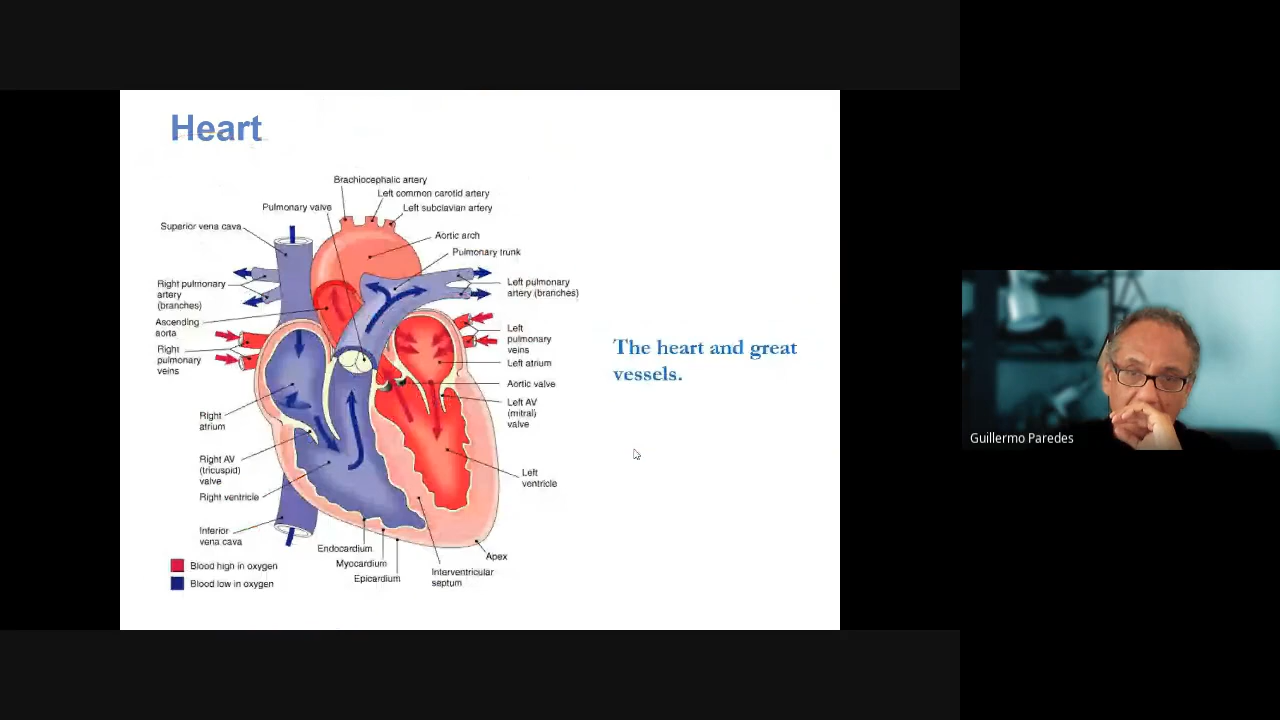 Heart
Brachiocephalic artery
Left common carotid artery
Pulmonary valve
Left subclavian artery
Superior vena cava
Aortic arch
Pulmonary trunk
Right pulmonary
artery
(branches)
Left pulmonary
artery (branches)
Ascending
aorta
Right
pulmonary
veins
Left
pulmonary
veins
Left atrium
Aortic valve
Left AV
(mitral)
valve
Right
atrium
Right AV
(tricuspid)
valve
Right ventricle
Left
ventricle
Inferior
vena cava
Endocardium
Myocardium
Epicardium
Interventricular
septum
Apex
Blood high in oxygen
Blood low in oxygen
The heart and great
vessels.
Guillermo Paredes